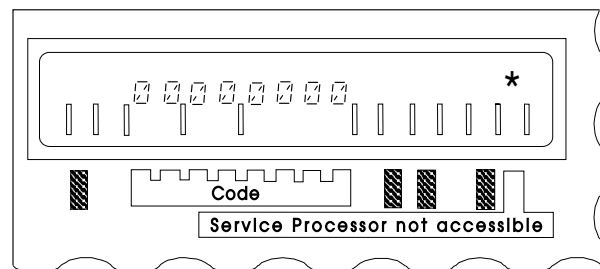 00000000
*
Code
Service Processor not accessible